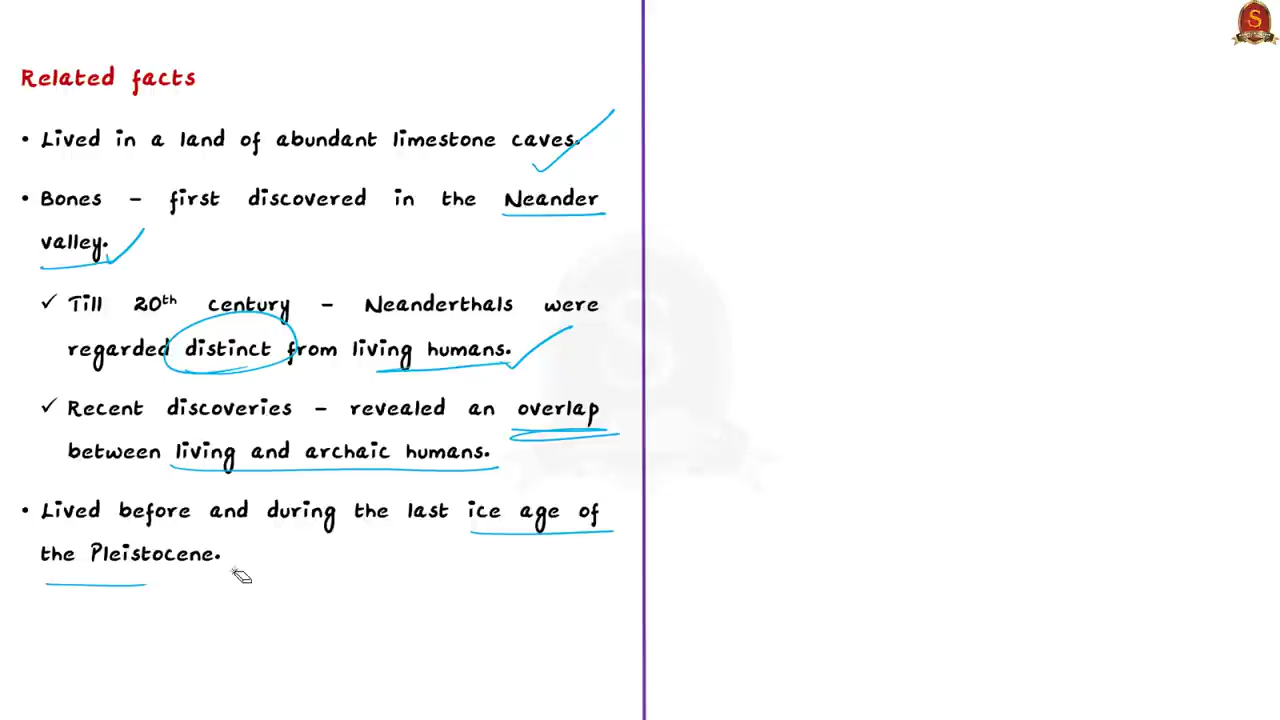 Related facts
• Lived in a land of abundant limestone caves.
• Bones – first discovered in the Neander
valley.
✓ Till 20th century – Neanderthals were
regarded distinct from living humans.
✓ Recent discoveries – revealed an overlap
between living and archaic humans.
• Lived before and during the last ice age of
the Pleistocene.
S